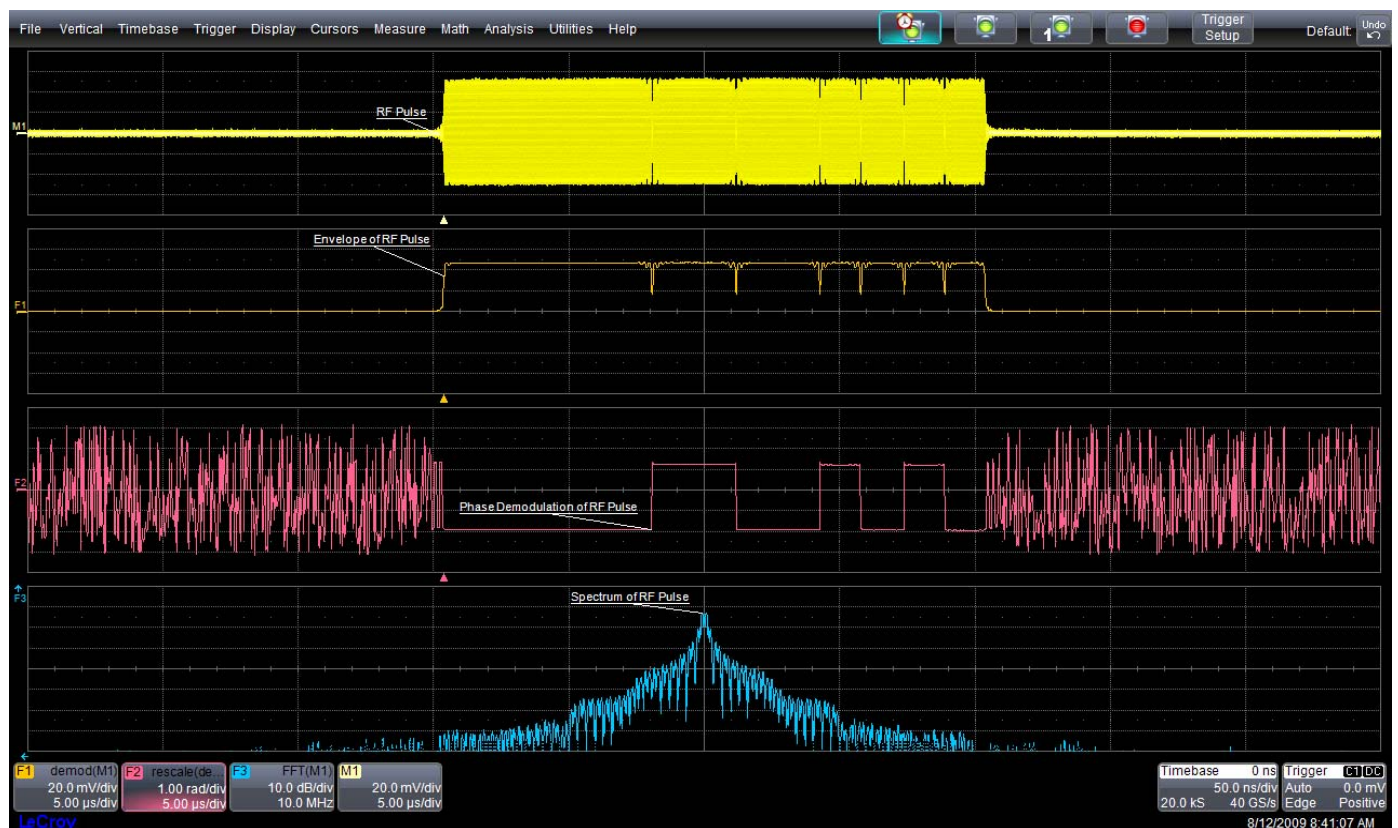 File Vertical Timebase Trigger Display Cursors Measure Math Analysis Utilities Help
1
Trigger
Setup
Default:
Undo
RF Pulse
M1
Envelope of RF Pulse
F1
F2
Phase Demodulation of RF Pulse
F3
Spectrum of RF Pulse
F1 demod(M1)
20.0 mV/div
5.00 µs/div
F2 rescale(de...
1.00 rad/div
5.00 µs/div
F3 FFT(M1)
10.0 dB/div
10.0 MHz
M1
20.0 mV/div
5.00 µs/div
Timebase 0 ns
50.0 ns/div
20.0 kS 40 GS/s
Trigger C1 DC
Auto 0.0 mV
Edge Positive
LeCroy
8/12/2009 8:41:07 AM